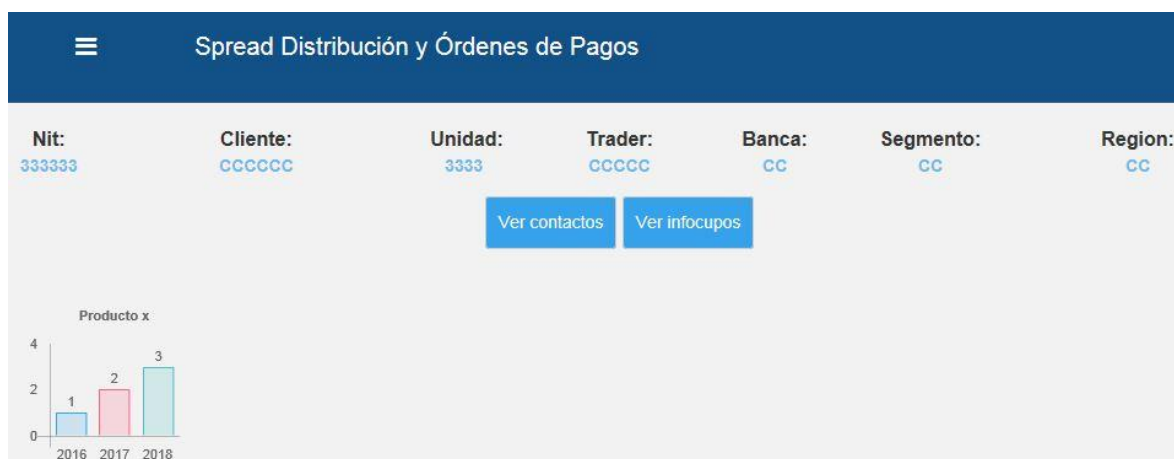 Spread Distribución y Órdenes de Pagos
Nit: Cliente: Unidad: Trader: Banca: Segmento: Region:
333333 CCCCCC 3333 CCCCC CC CC CC
Ver contactos Ver infocupos
Producto x
4
3
2
2
1
0
2016 2017 2018